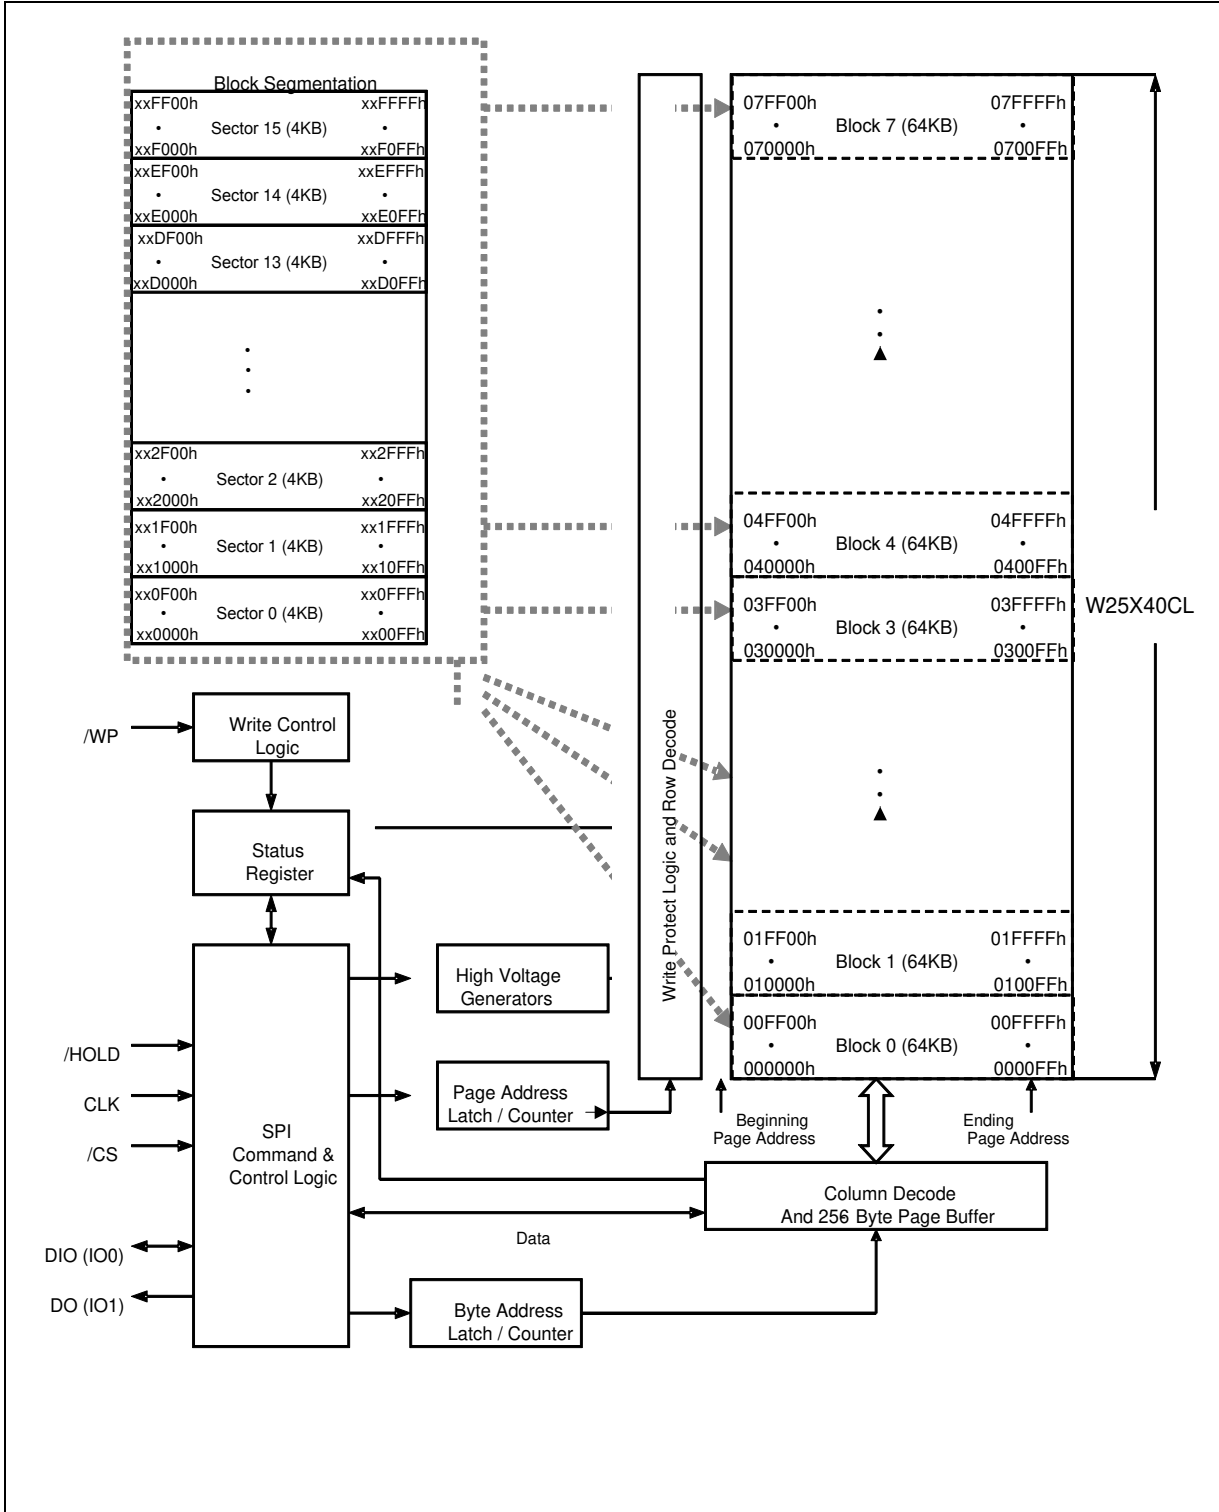 Block Segmentation
xxFF00h xxFFFFh
• Sector 15 (4KB) •
xxF000h xxF0FFh
xxEF00h xxEFFFh
• Sector 14 (4KB) •
xxE000h xxE0FFh
xxDF00h xxDFFFh
• Sector 13 (4KB) •
xxD000h xxD0FFh
xx2F00h xx2FFFh
• Sector 2 (4KB) •
xx2000h xx20FFh
xx1F00h xx1FFFh
• Sector 1 (4KB) •
xx1000h xx10FFh
xx0F00h xx0FFFh
• Sector 0 (4KB) •
xx0000h xx00FFh
Write Protect Logic and Row Decode
07FF00h 07FFFFh
• Block 7 (64KB) •
070000h 0700FFh
04FF00h 04FFFFh
• Block 4 (64KB) •
040000h 0400FFh
03FF00h 03FFFFh
• Block 3 (64KB) •
030000h 0300FFh
01FF00h 01FFFFh
• Block 1 (64KB) •
010000h 0100FFh
00FF00h 00FFFFh
• Block 0 (64KB) •
000000h 0000FFh
W25X40CL
/WP
Write Control
Logic
Status
Register
High Voltage
Generators
/HOLD
CLK
/CS
DIO (IO0)
DO (IO1)
SPI
Command &
Control Logic
Page Address
Latch / Counter
Beginning
Page Address
Ending
Page Address
Column Decode
And 256 Byte Page Buffer
Data
Byte Address
Latch / Counter